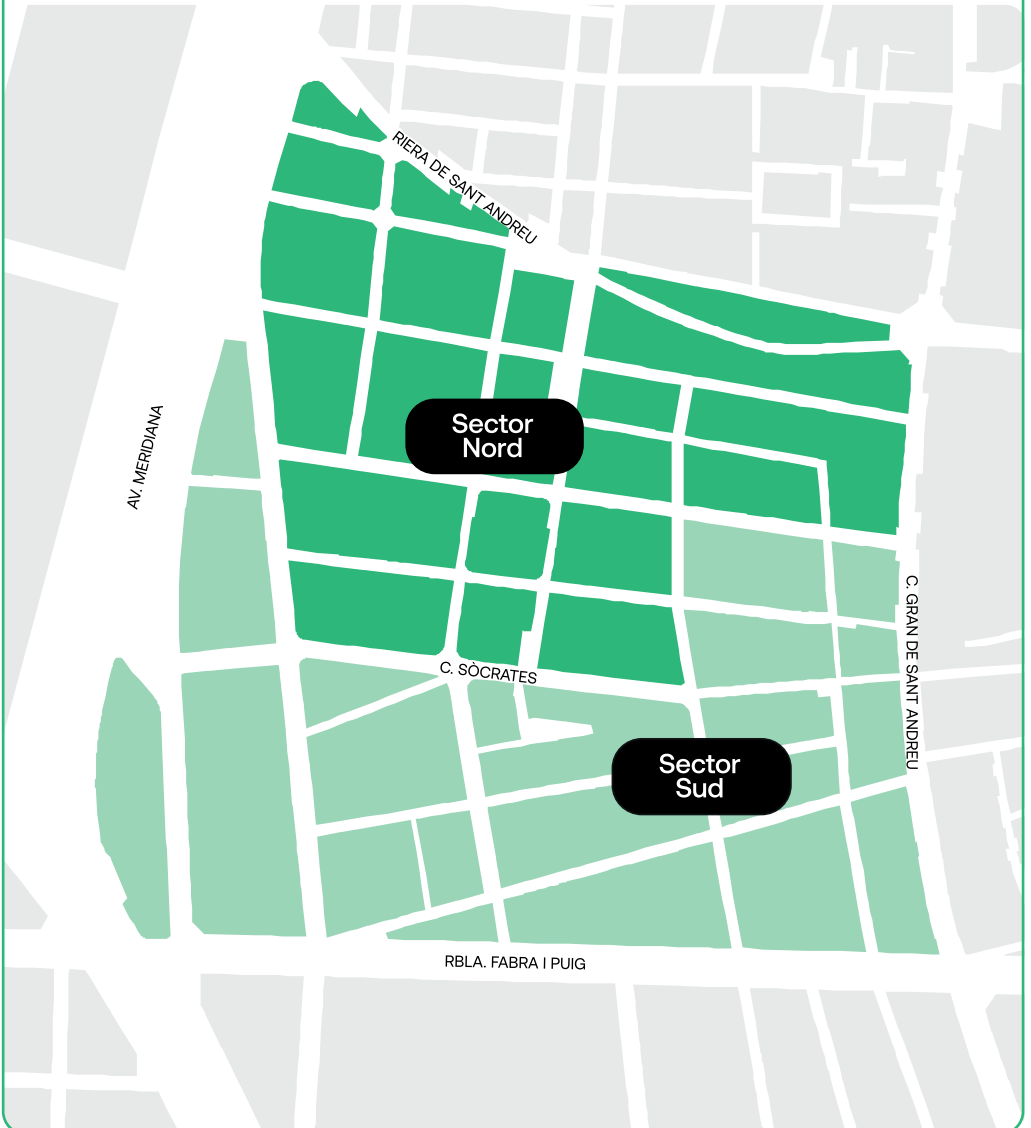 RIERA DE SANT ANDREU
AV. MERIDIANA
Sector
Nord
C. GRAN DE SANT ANDREU
C. SÒCRATES
Sector
Sud
RBLA. FABRA I PUIG